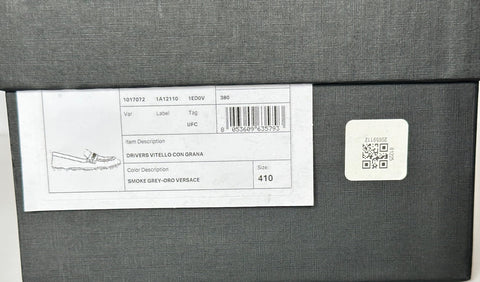 1017072 1A12110 1ED0V 380
Var. Label Tag
UFC
8 053609 635793
Item Description
DRIVERS VITELLO CON GRANA
Color Description Size:
SMOKE GREY-ORO VERSACE 410